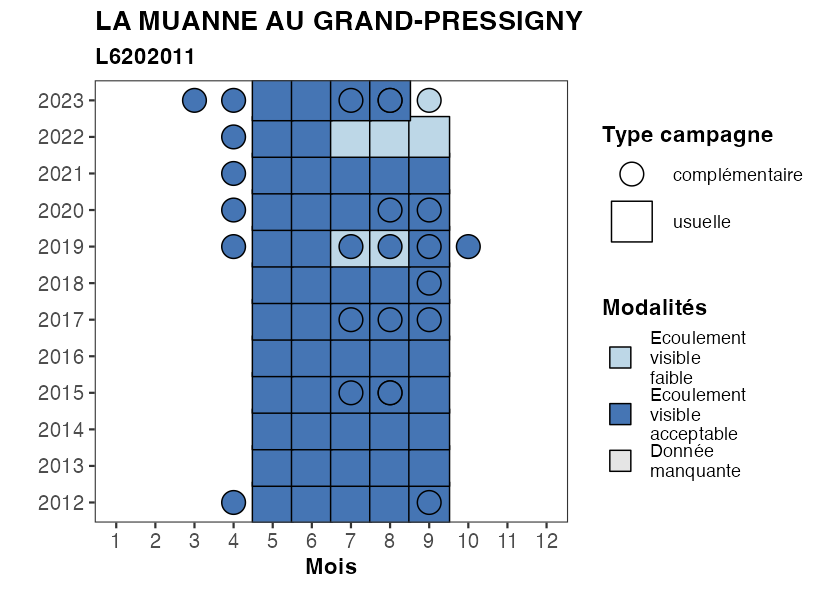 LA MUANNE AU GRAND-PRESSIGNY
L6202011
2023
2022
2021
2020
2019
2018
2017
2016
2015
2014
2013
2012
1 2 3 4 5 6 7 8 9 10 11 12
Mois
Type campagne
complémentaire
usuelle
Modalités
Ecoulement
visible
faible
Ecoulement
visible
acceptable
Donnée
manquante